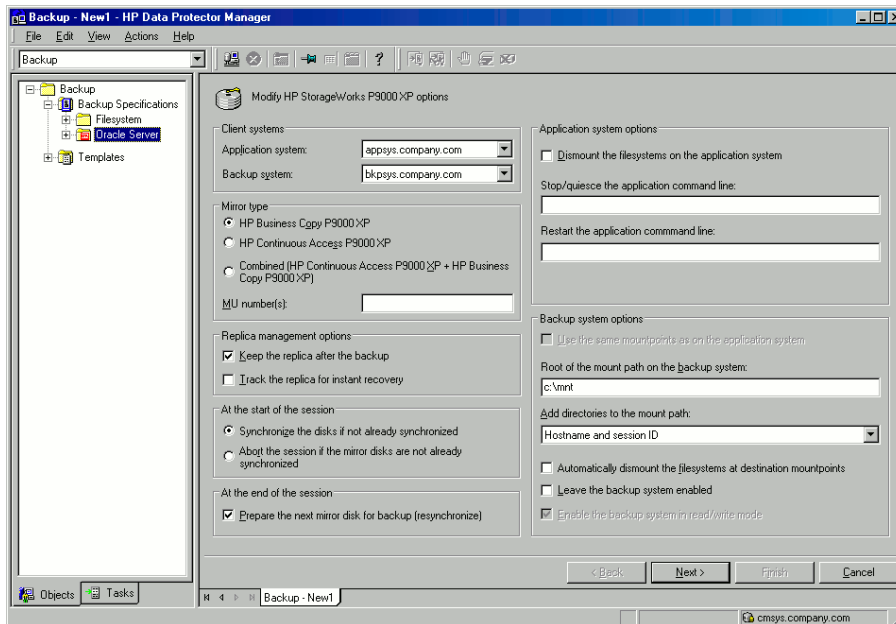 Backup - New1 - HP Data Protector Manager
File Edit View Actions Help
Backup
Backup
Backup Specifications
Filesystem
Oracle Server
Templates
Modify HP StorageWorks P9000 XP options
Client systems
Application system: appsys.company.com
Backup system: bkpsys.company.com
Mirror type
HP Business Copy P9000 XP
HP Continuous Access P9000 XP
Combined (HP Continuous Access P9000 XP + HP Business
Copy P9000 XP)
MU number(s):
Replica management options
Keep the replica after the backup
Track the replica for instant recovery
At the start of the session
Synchronize the disks if not already synchronized
Abort the session if the mirror disks are not already
synchronized
At the end of the session
Prepare the next mirror disk for backup (resynchronize)
Application system options
Dismount the filesystems on the application system
Stop/quiesce the application command line:
Restart the application commmand line:
Backup system options
Use the same mountpoints as on the application system
Root of the mount path on the backup system:
c:\mnt
Add directories to the mount path:
Hostname and session ID
Automatically dismount the filesystems at destination mountpoints
Leave the backup system enabled
Enable the backup system in read/write mode
< Back Next > Finish Cancel
Objects Tasks
Backup - New1
cmsys.company.com